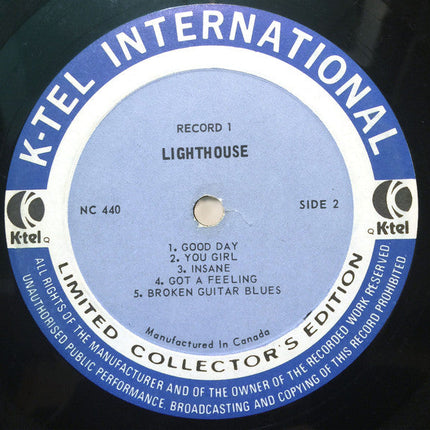 K-TEL INTERNATIONAL
RECORD 1
LIGHTHOUSE
NC 440
SIDE 2
K-tel
K-tel
1. GOOD DAY
2. YOU GIRL
3. INSANE
4. GOT A FEELING
5. BROKEN GUITAR BLUES
Manufactured In Canada
LIMITED COLLECTOR'S EDITION
ALL RIGHTS OF THE MANUFACTURER AND OF THE OWNER OF THE RECORDED WORK RESERVED.
UNAUTHORISED PUBLIC PERFORMANCE, BROADCASTING AND COPYING OF THIS RECORD PROHIBITED.